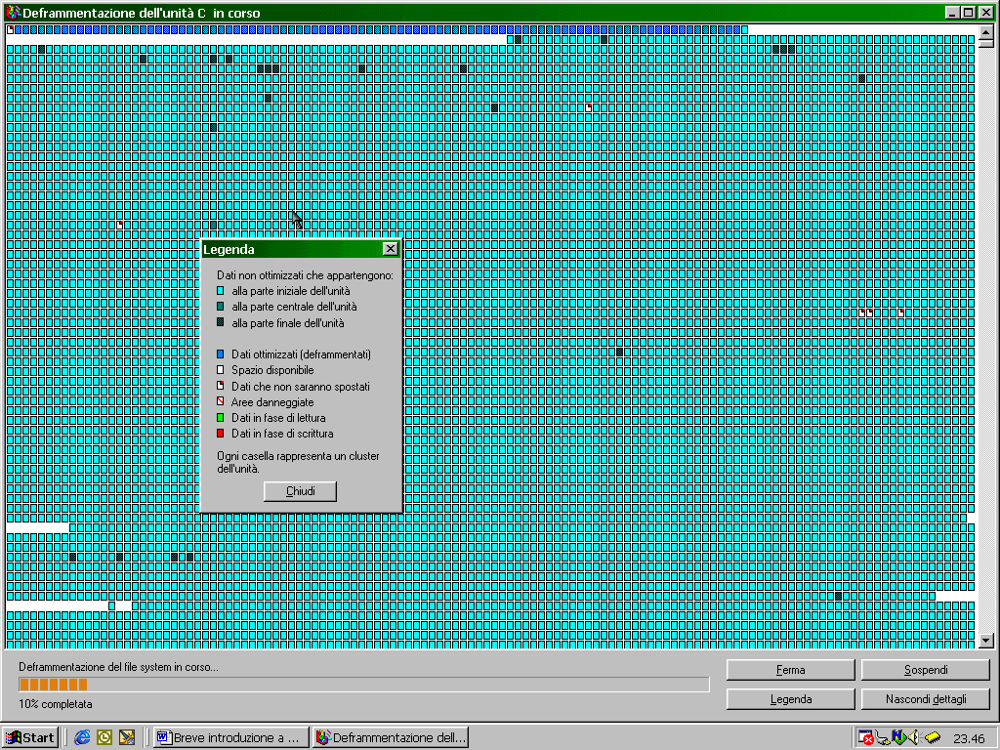 Deframmentazione dell'unità C in corso
Legenda
Dati non ottimizzati che appartengono:
alla parte iniziale dell'unità
alla parte centrale dell'unità
alla parte finale dell'unità
Dati ottimizzati (deframmentati)
Spazio disponibile
Dati che non saranno spostati
Aree danneggiate
Dati in fase di lettura
Dati in fase di scrittura
Ogni casella rappresenta un cluster
dell'unità.
Chiudi
Deframmentazione del file system in corso...
10% completata
Ferma
Sospendi
Legenda
Nascondi dettagli
Start
Breve introduzione a ...
Deframmentazione dell...
23.46